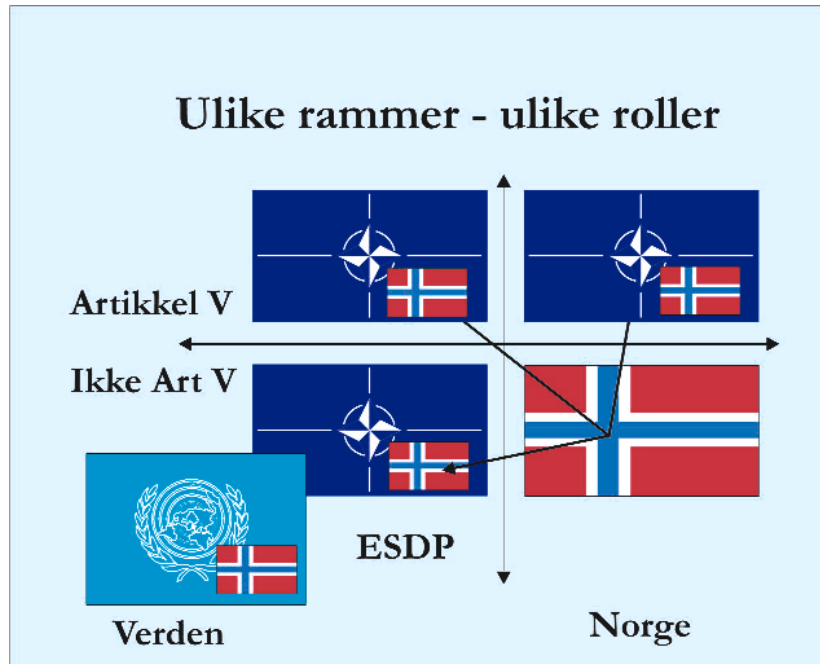 Ulike rammer - ulike roller
Artikkel V
Ikke Art V
ESDP
Verden
Norge